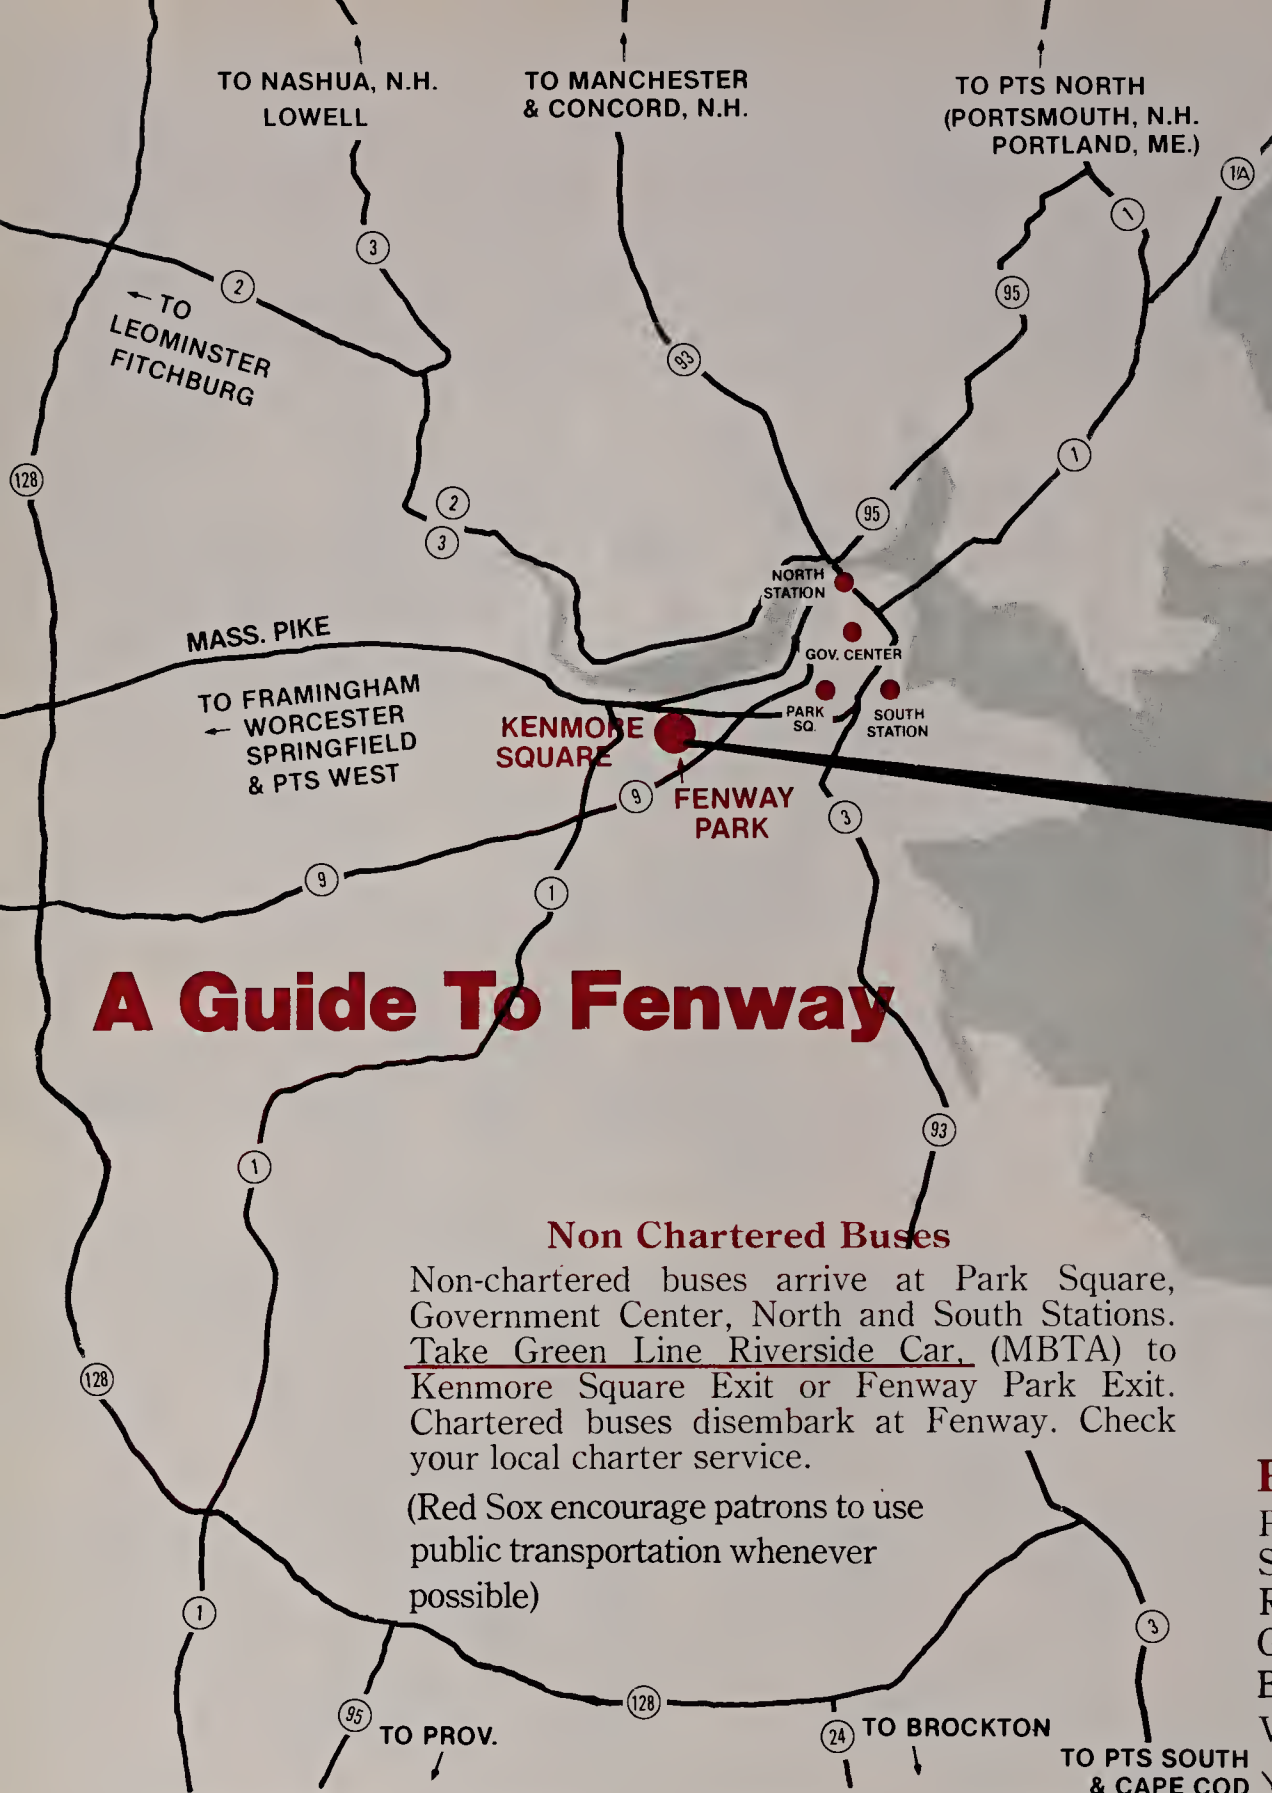 TO NASHUA, N.H.
LOWELL
TO MANCHESTER
& CONCORD, N.H.
TO PTS NORTH
(PORTSMOUTH, N.H.
PORTLAND, ME.)
1A
1
3
2
95
← TO
LEOMINSTER
FITCHBURG
93
1
128
2
3
95
NORTH
STATION
MASS. PIKE
GOV. CENTER
TO FRAMINGHAM
← WORCESTER
SPRINGFIELD
& PTS WEST
KENMORE
SQUARE
PARK
SQ.
SOUTH
STATION
9
FENWAY
PARK
3
9
1
A Guide To Fenway
93
1
Non Chartered Buses
Non-chartered buses arrive at Park Square,
Government Center, North and South Stations.
Take Green Line Riverside Car, (MBTA) to
Kenmore Square Exit or Fenway Park Exit.
Chartered buses disembark at Fenway. Check
your local charter service.
(Red Sox encourage patrons to use
public transportation whenever
possible)
128
1
3
128
95
TO PROV.
24
TO BROCKTON
TO PTS SOUTH
& CAPE COD